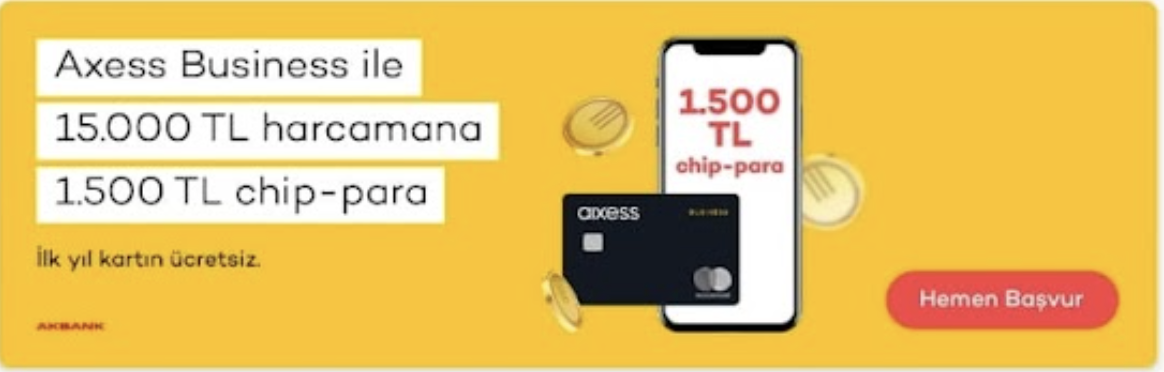 Axess Business ile
15.000 TL harcamana
1.500 TL chip-para
İlk yıl kartın ücretsiz.
AKBANK
1.500
TL
chip-para
axess
BUSINESS
Hemen Başvur